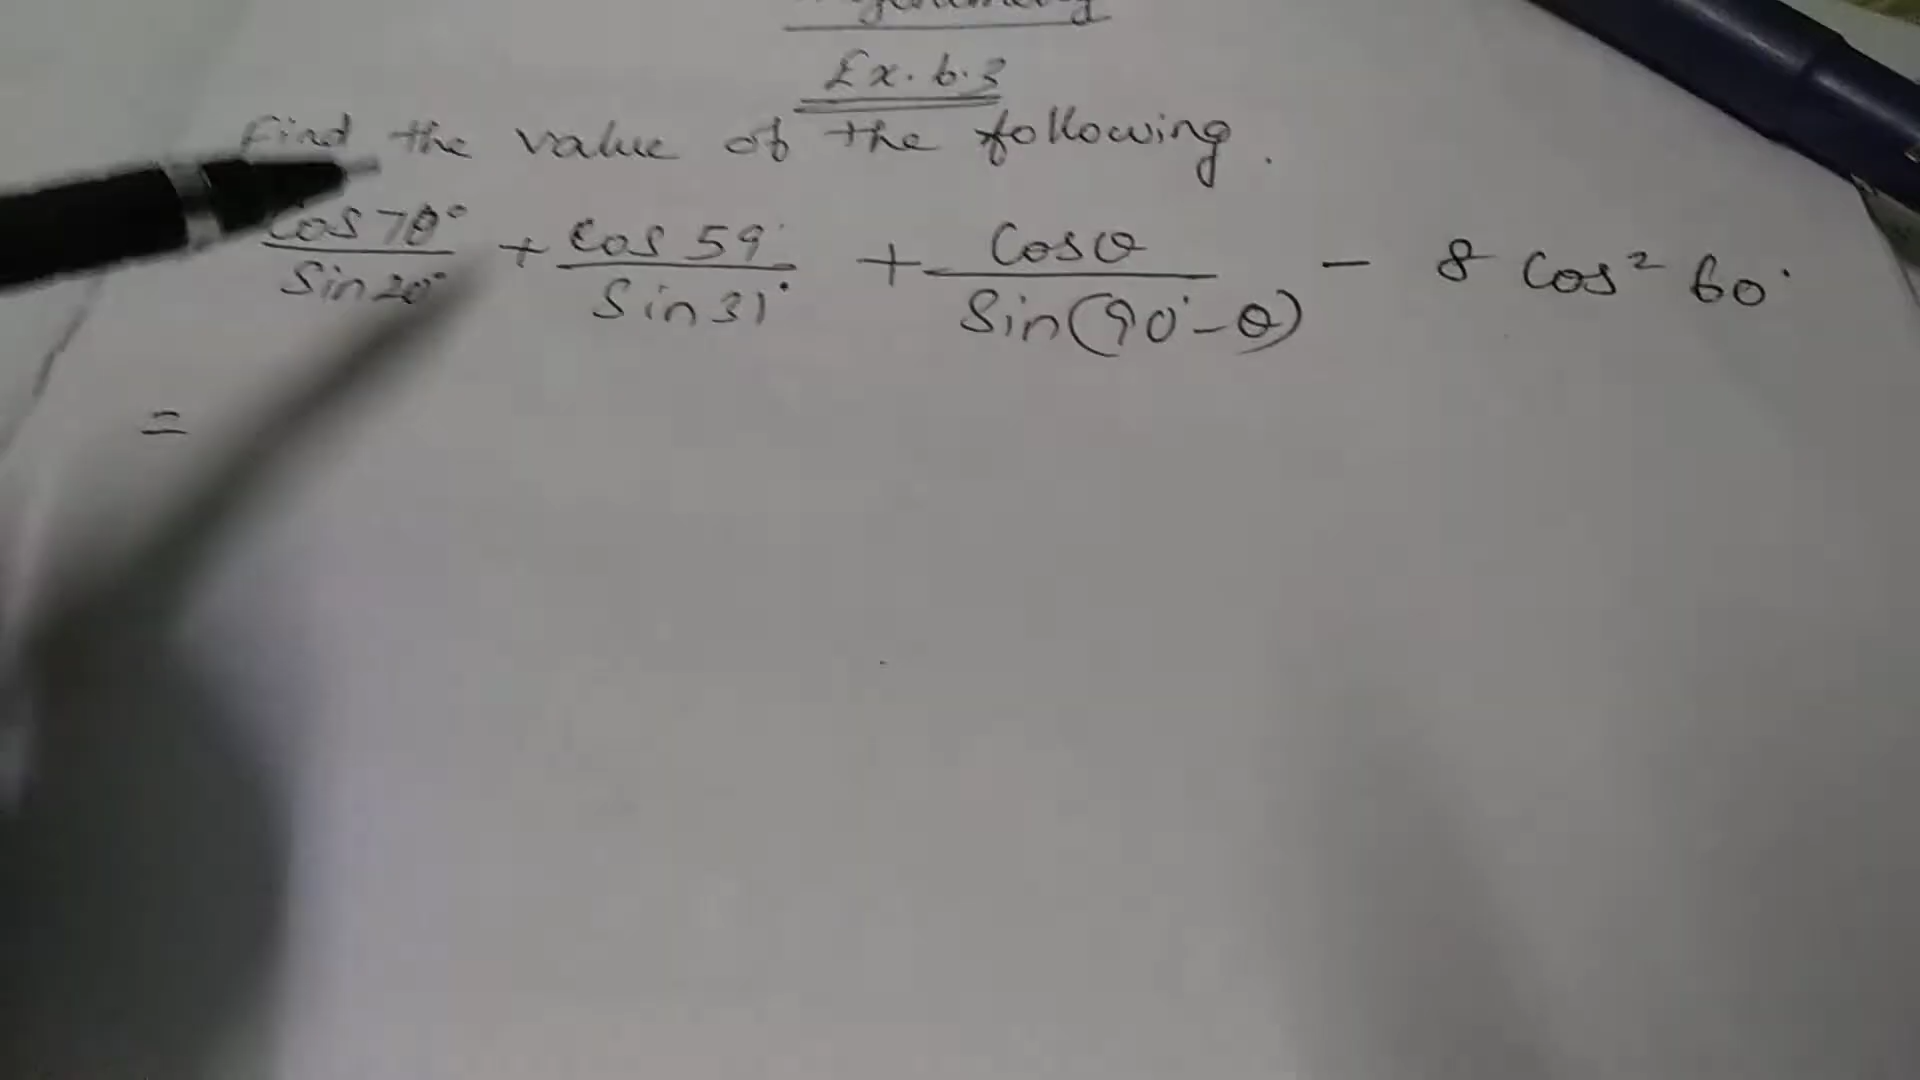 Ex. 6.3
Find the value of the following.
cos 70° / Sin 20° + cos 59° / Sin 31° + Cos θ / Sin(90° - θ) - 8 cos² 60°
=